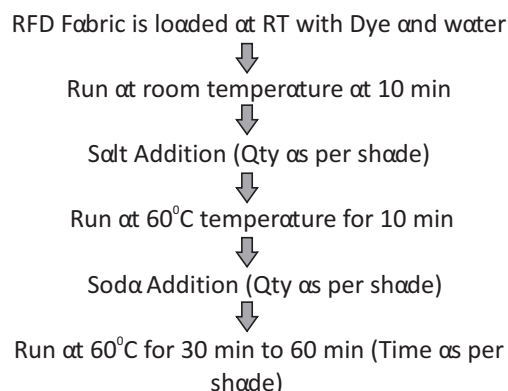 RFD Fabric is loaded at RT with Dye and water
Run at room temperature at 10 min
Salt Addition (Qty as per shade)
Run at 60⁰C temperature for 10 min
Soda Addition (Qty as per shade)
Run at 60⁰C for 30 min to 60 min (Time as per
shade)